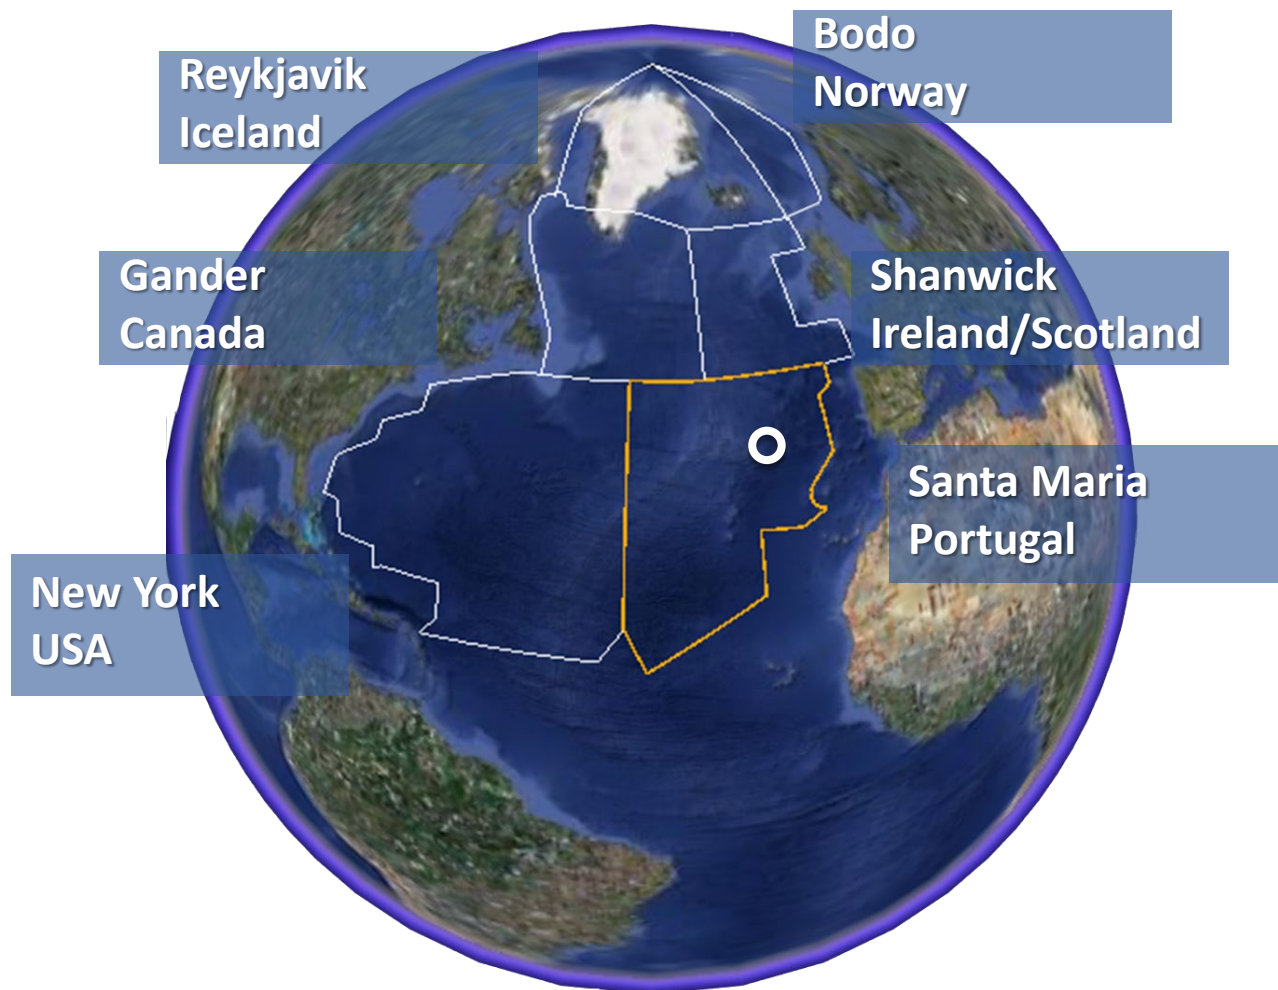 Bodo
Norway
Reykjavik
Iceland
Gander
Canada
Shanwick
Ireland/Scotland
Santa Maria
Portugal
New York
USA